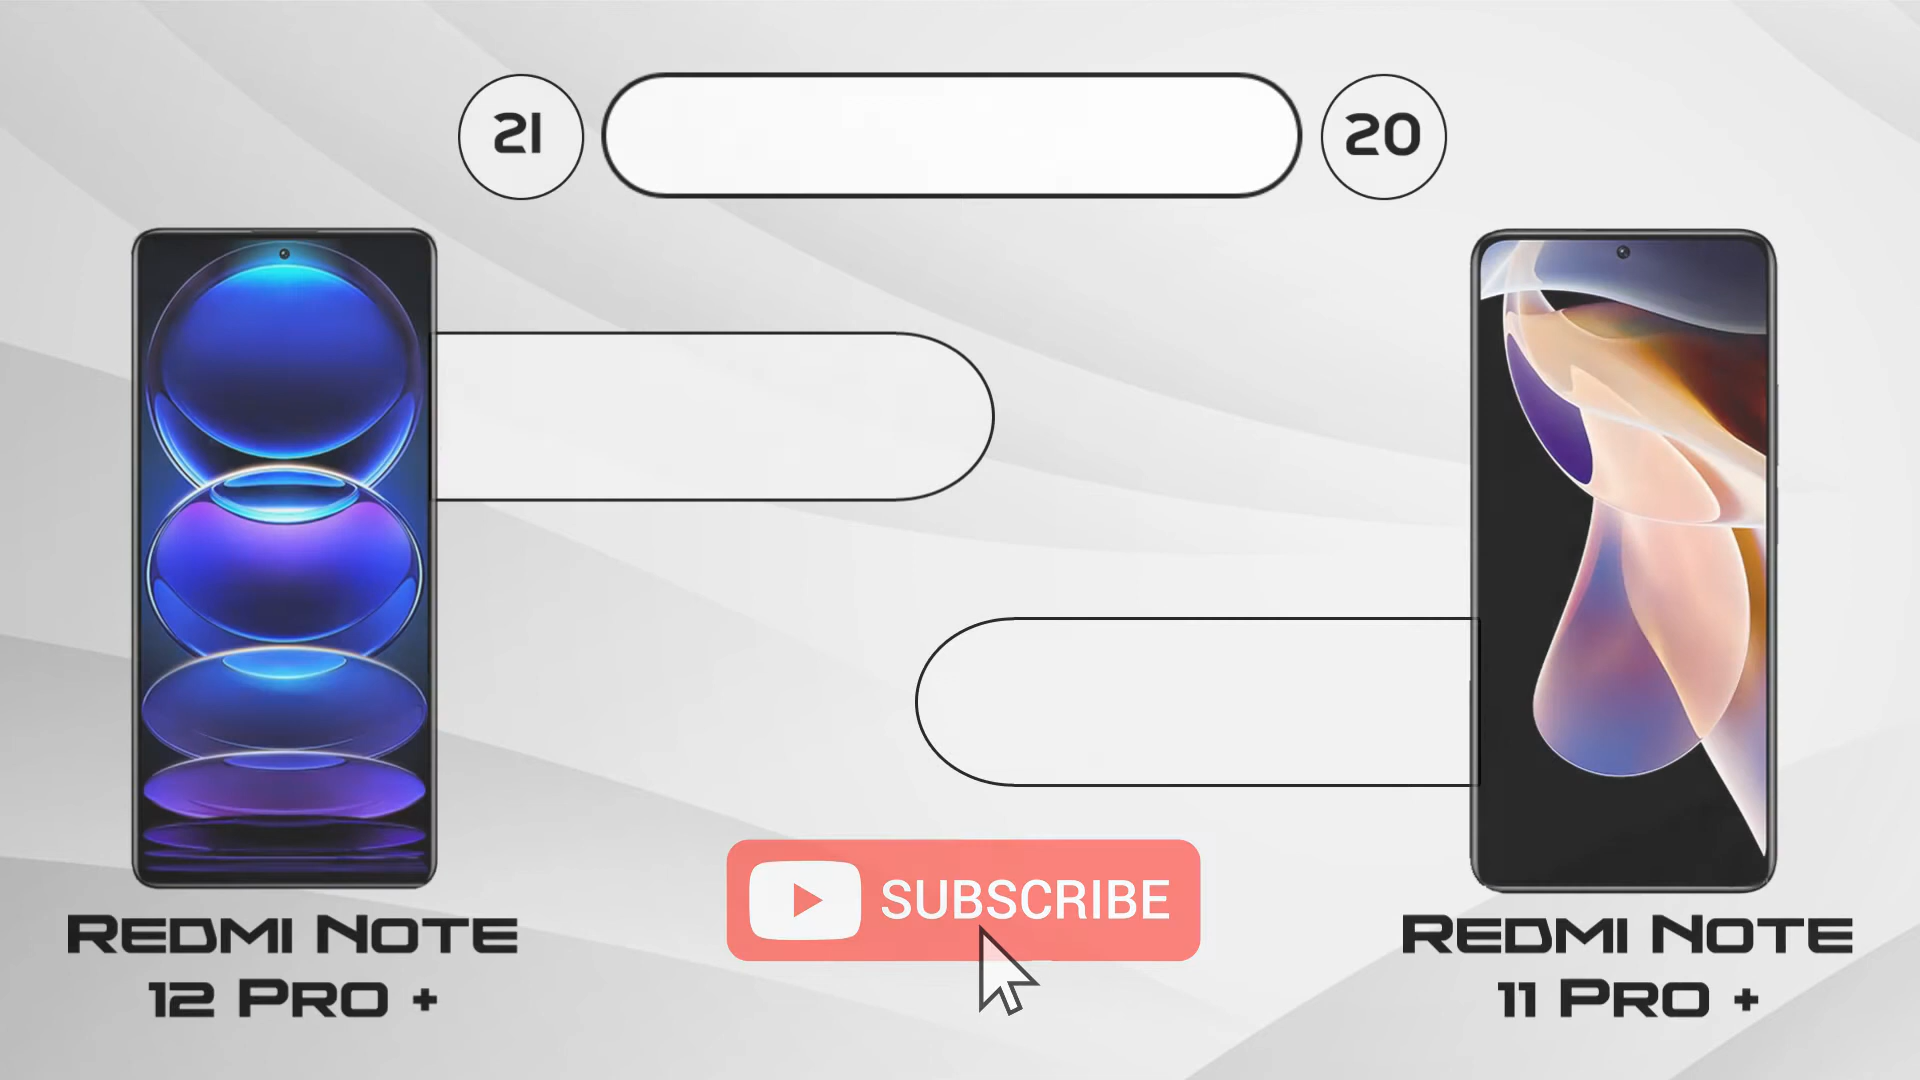 21
20
REDMI NOTE
12 PRO +
SUBSCRIBE
REDMI NOTE
11 PRO +